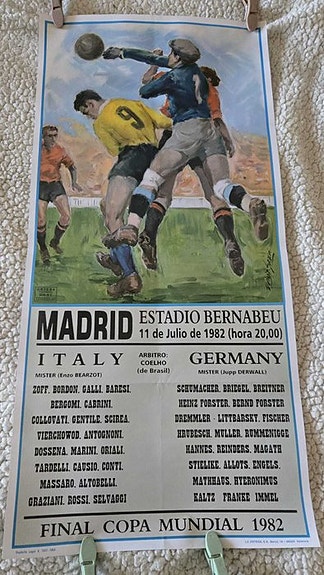 9
1
MADRID
ESTADIO BERNABEU
11 de Julio de 1982 (hora 20,00)
ITALY
MISTER (Enzo BEARZOT)
ZOFF. BORDON. GALLI. BARESI.
BERGOMI. CABRINI.
COLLOVATI. GENTILE. SCIREA.
VIERCHOWOD. ANTOGNONI.
DOSSENA. MARINI. ORIALI.
TARDELLI. CAUSIO. CONTI.
MASSARO. ALTOBELLI.
GRAZIANI. ROSSI. SELVAGGI
ARBITRO:
COELHO
(de Brasil)
GERMANY
MISTER (Jupp DERWALL)
SCHUMACHER. BRIEGEL. BREITNER
HEINZ FORSTER. BERND FORSTER
DREMMLER - LITTBARSKY. FISCHER
HRUBESCH. MULLER. RUMMENIGGE
HANNES. REINDERS. MAGATH
STIELIKE. ALLOTS. ENGELS.
MATHAUS. HYERONIMUS
KALTZ FRANKE IMMEL
FINAL COPA MUNDIAL 1982